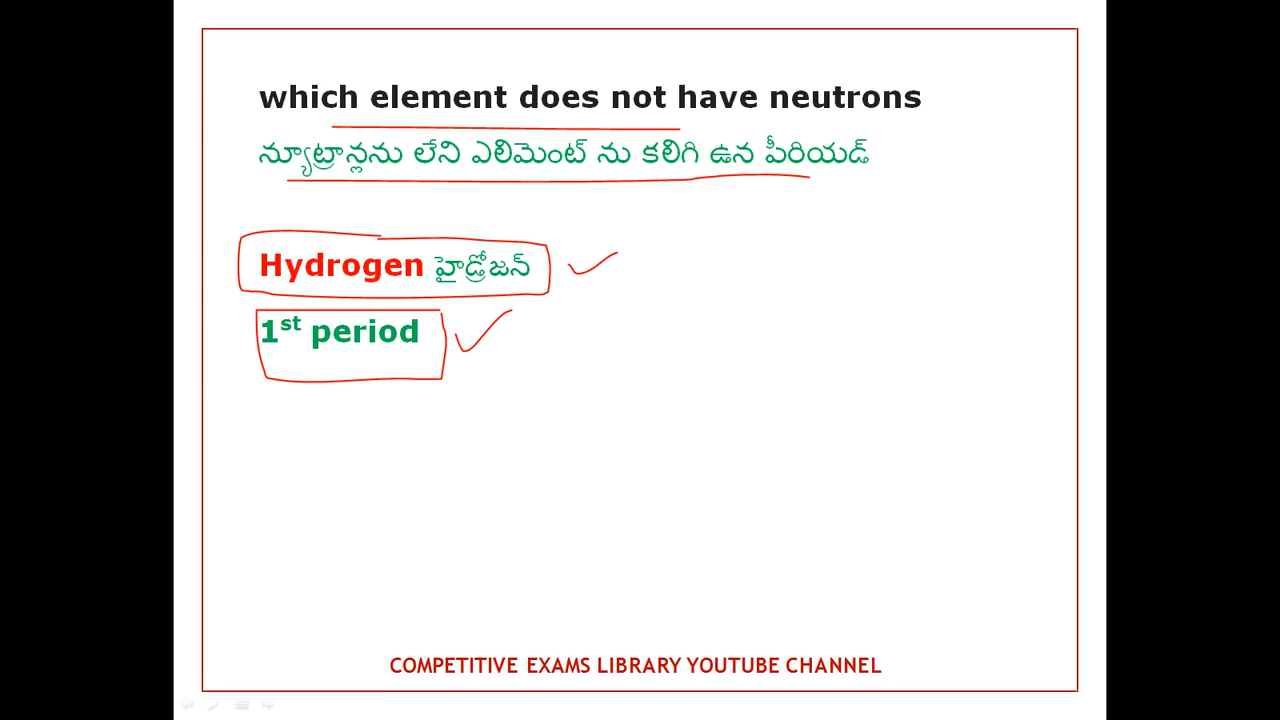 which element does not have neutrons
న్యూట్రాన్లను లేని ఎలిమెంట్ ను కలిగి ఉన పీరియడ్
Hydrogen హైడ్రోజన్
1st period
COMPETITIVE EXAMS LIBRARY YOUTUBE CHANNEL